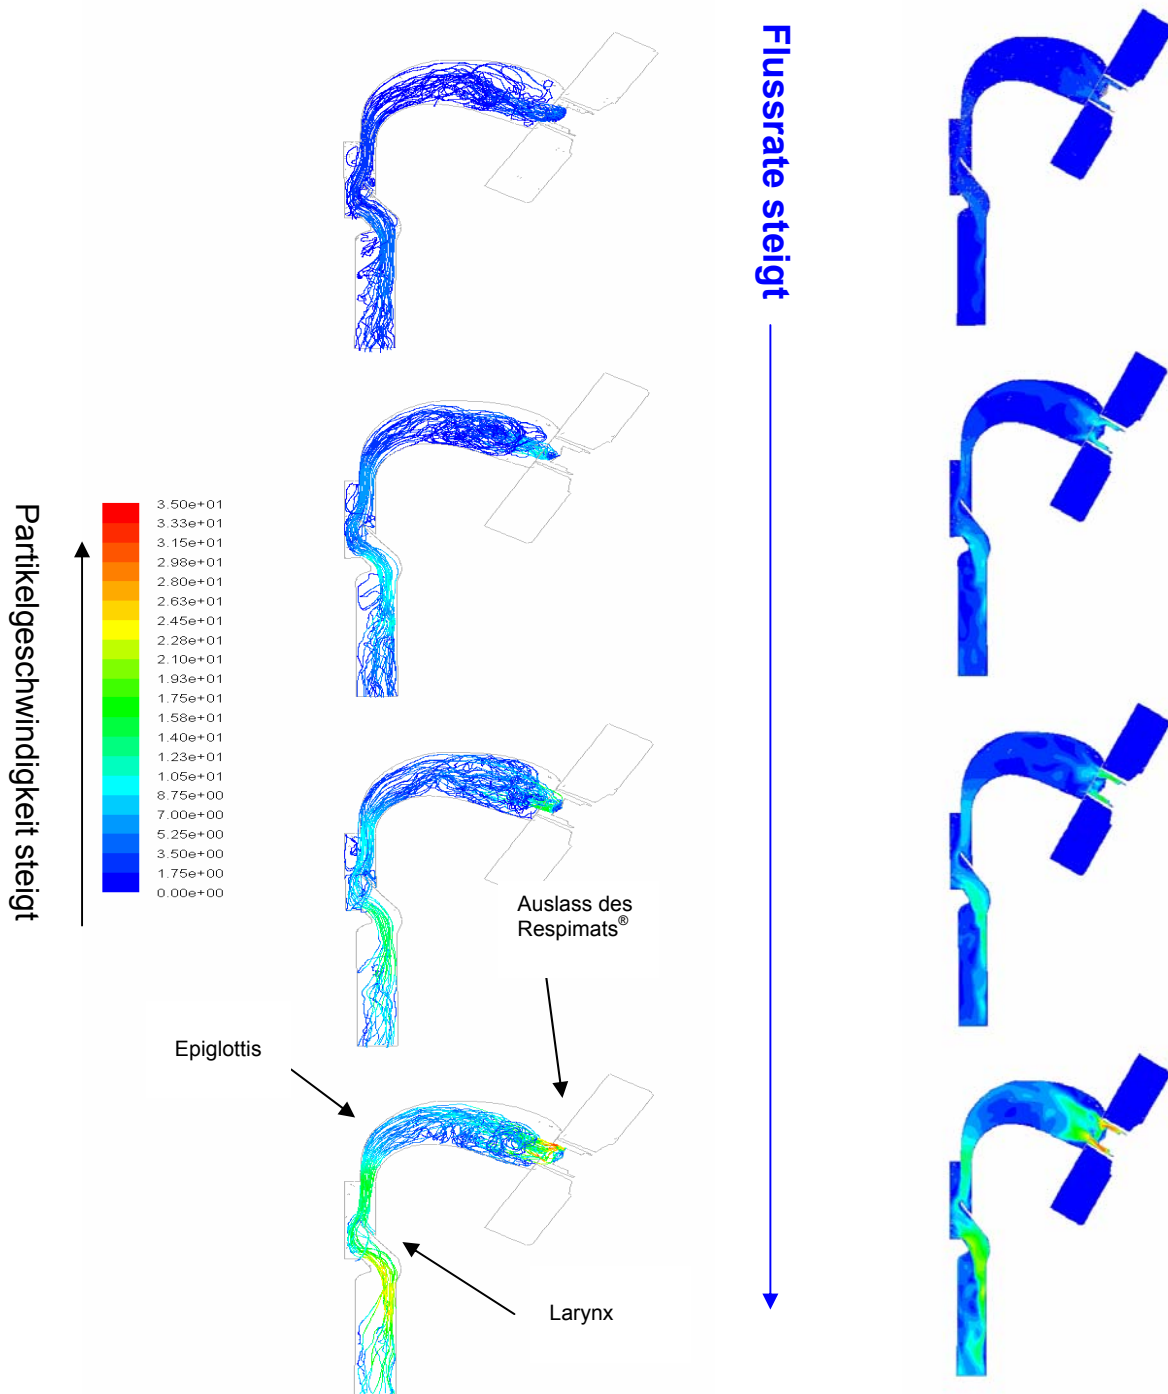 Flussrate steigt
Partikelgeschwindigkeit steigt
3.50e+01
3.33e+01
3.15e+01
2.98e+01
2.80e+01
2.63e+01
2.45e+01
2.28e+01
2.10e+01
1.93e+01
1.75e+01
1.58e+01
1.40e+01
1.23e+01
1.05e+01
8.75e+00
7.00e+00
5.25e+00
3.50e+00
1.75e+00
0.00e+00
Auslass des
Respimats®
Epiglottis
Larynx